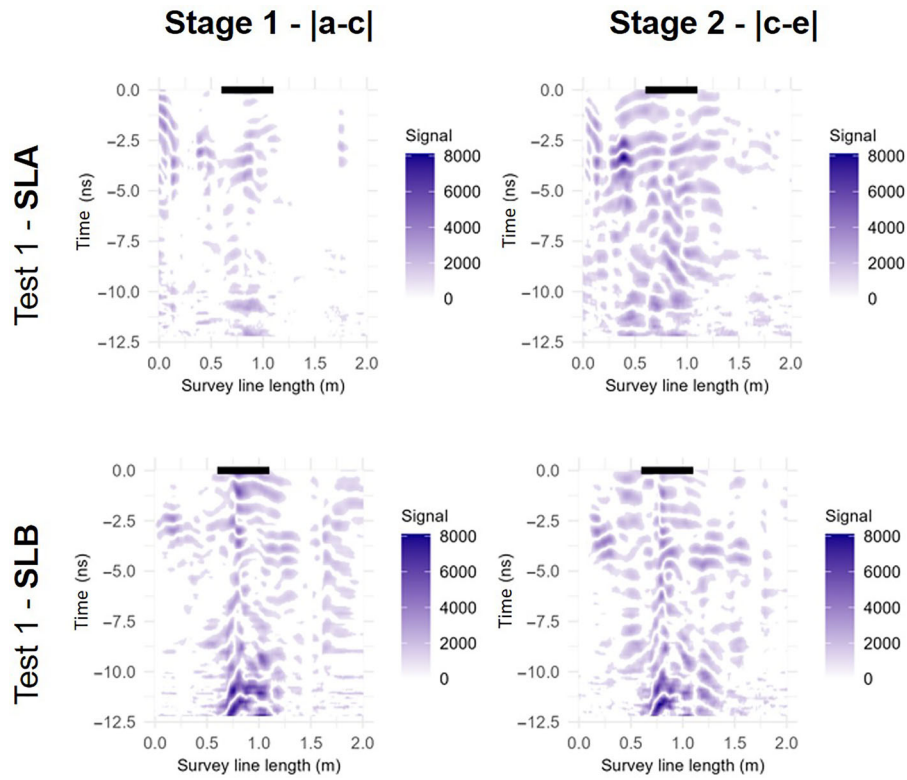 Stage 1 - |a-c|
Stage 2 - |c-e|
Test 1 - SLA
Time (ns)
0.0
−2.5
−5.0
−7.5
−10.0
−12.5
0.0 0.5 1.0 1.5 2.0
Survey line length (m)
Signal
8000
6000
4000
2000
0
Time (ns)
0.0
−2.5
−5.0
−7.5
−10.0
−12.5
0.0 0.5 1.0 1.5 2.0
Survey line length (m)
Signal
8000
6000
4000
2000
0
Test 1 - SLB
Time (ns)
0.0
−2.5
−5.0
−7.5
−10.0
−12.5
0.0 0.5 1.0 1.5 2.0
Survey line length (m)
Signal
8000
6000
4000
2000
0
Time (ns)
0.0
−2.5
−5.0
−7.5
−10.0
−12.5
0.0 0.5 1.0 1.5 2.0
Survey line length (m)
Signal
8000
6000
4000
2000
0